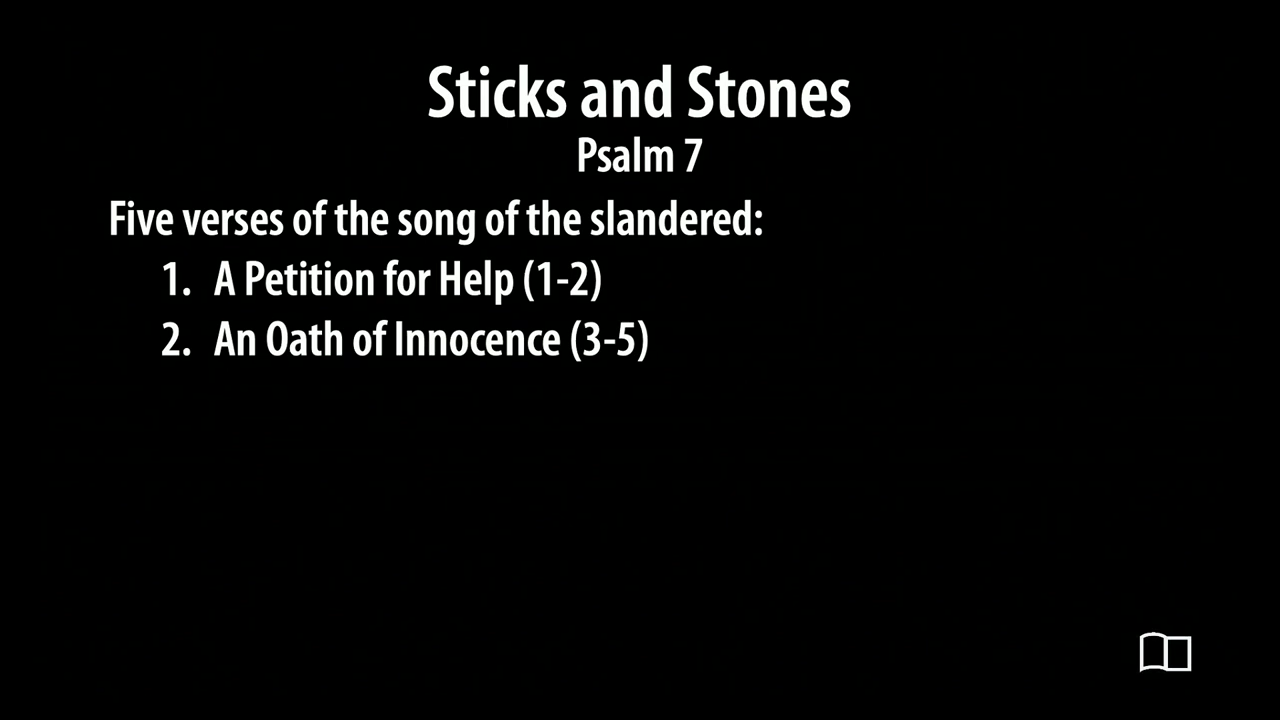 Sticks and Stones
Psalm 7
Five verses of the song of the slandered:
1. A Petition for Help (1-2)
2. An Oath of Innocence (3-5)